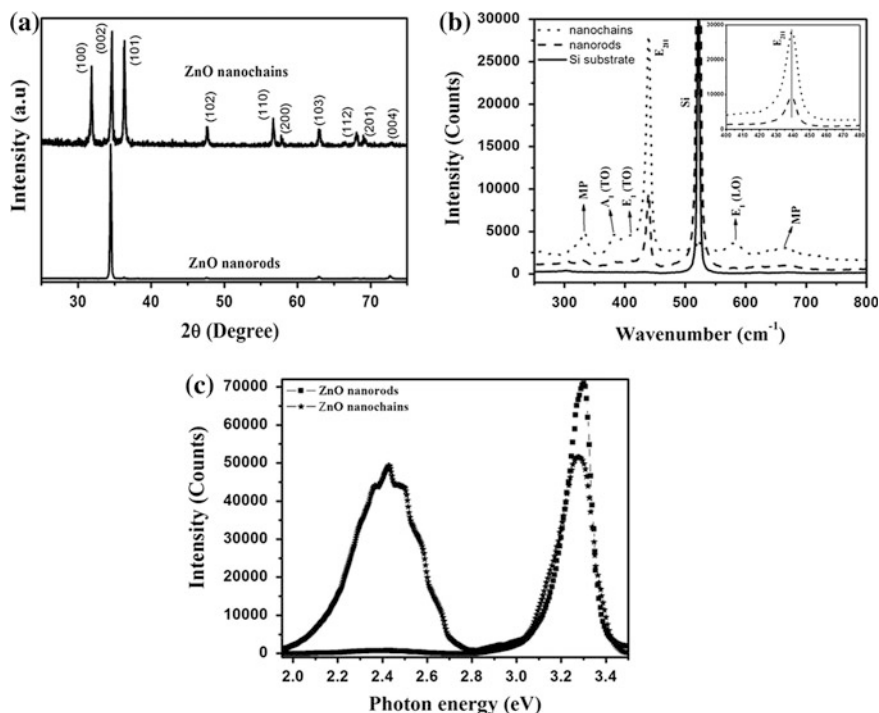 (a)
Intensity (a.u)
(100)
(002)
(101)
ZnO nanochains
(102)
(110)
(200)
(103)
(112)
(201)
(004)
ZnO nanorods
30 40 50 60 70
2θ (Degree)
(b)
Intensity (Counts)
30000
25000
20000
15000
10000
5000
0
nanochains
nanorods
Si substrate
E2H
Si
MP
A1 (TO)
E1 (TO)
E1 (LO)
MP
30000
20000
10000
0
E2H
400 410 420 430 440 450 460 470 480
300 400 500 600 700 800
Wavenumber (cm-1)
(c)
Intensity (Counts)
70000
60000
50000
40000
30000
20000
10000
0
ZnO nanorods
ZnO nanochains
2.0 2.2 2.4 2.6 2.8 3.0 3.2 3.4
Photon energy (eV)